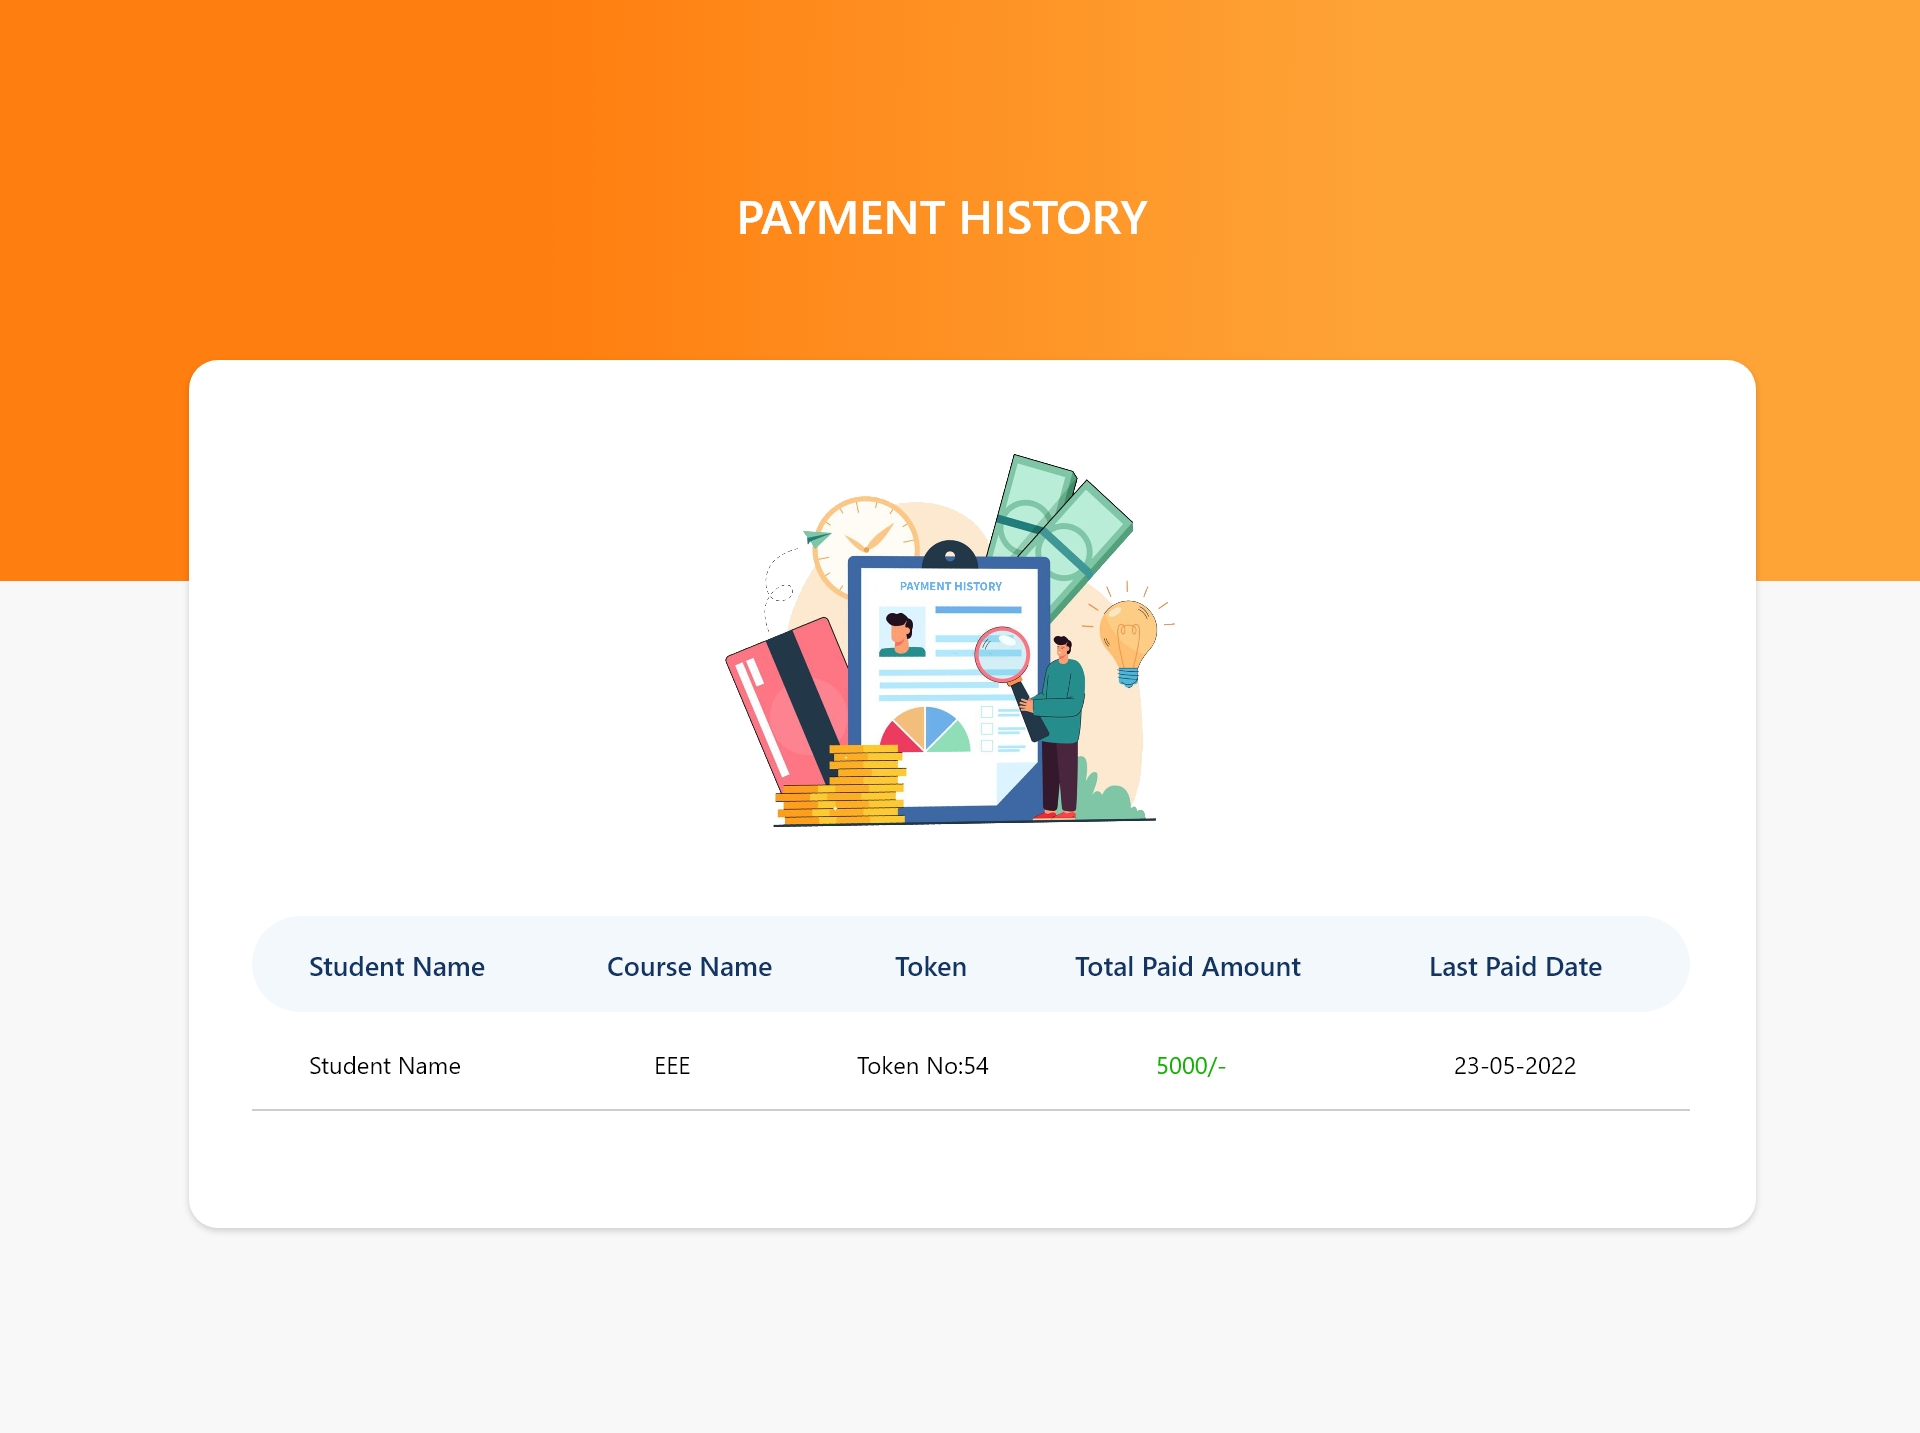 PAYMENT HISTORY
PAYMENT HISTORY
Student Name Course Name Token Total Paid Amount Last Paid Date
Student Name EEE Token No:54 5000/- 23-05-2022